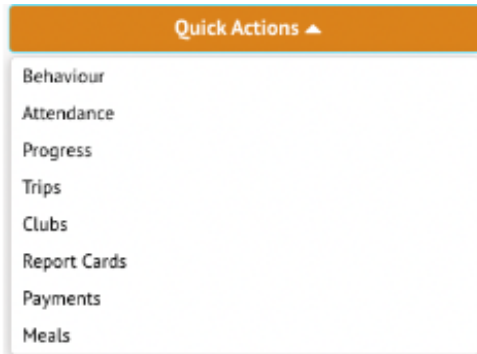 Quick Actions
Behaviour
Attendance
Progress
Trips
Clubs
Report Cards
Payments
Meals